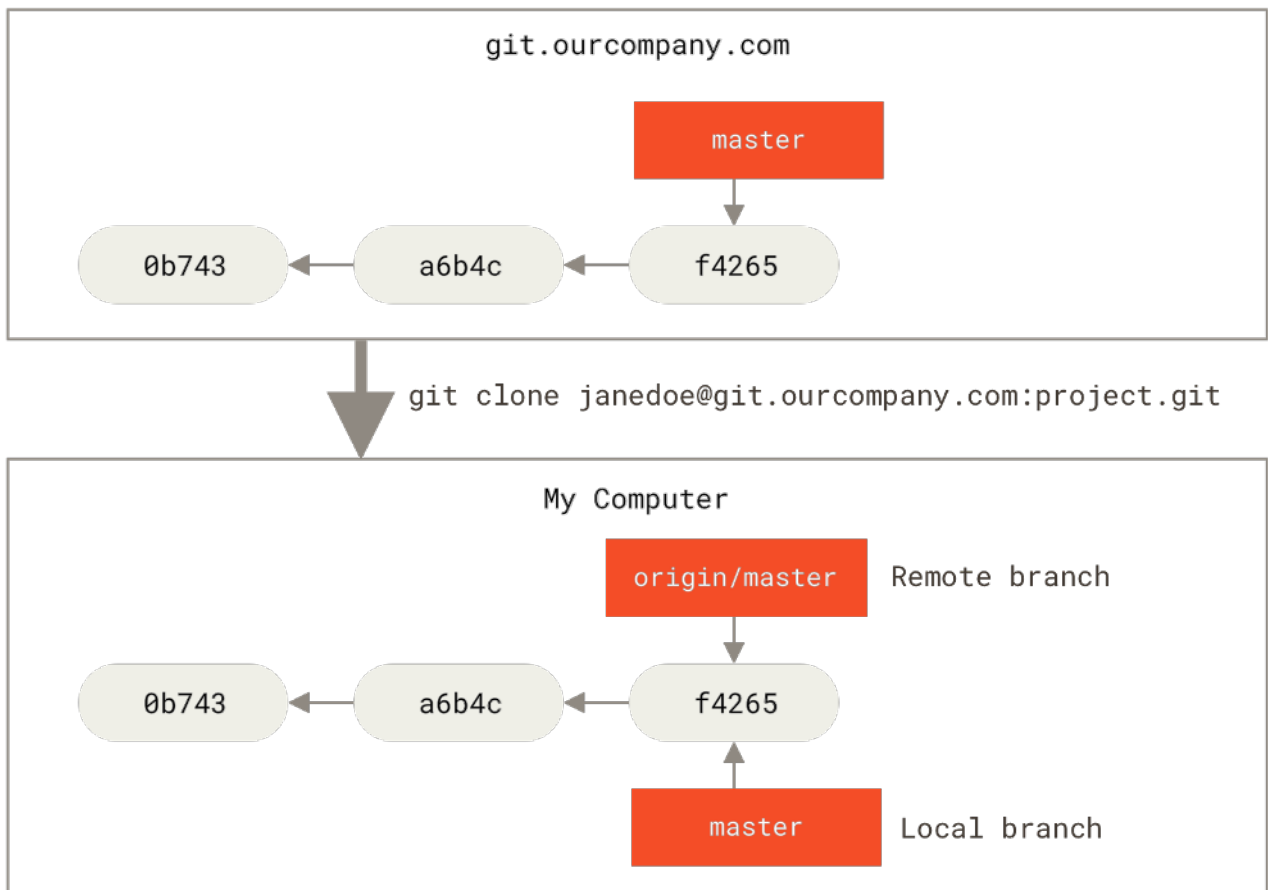 git.ourcompany.com
master
0b743
a6b4c
f4265
git clone janedoe@git.ourcompany.com:project.git
My Computer
origin/master
Remote branch
0b743
a6b4c
f4265
master
Local branch